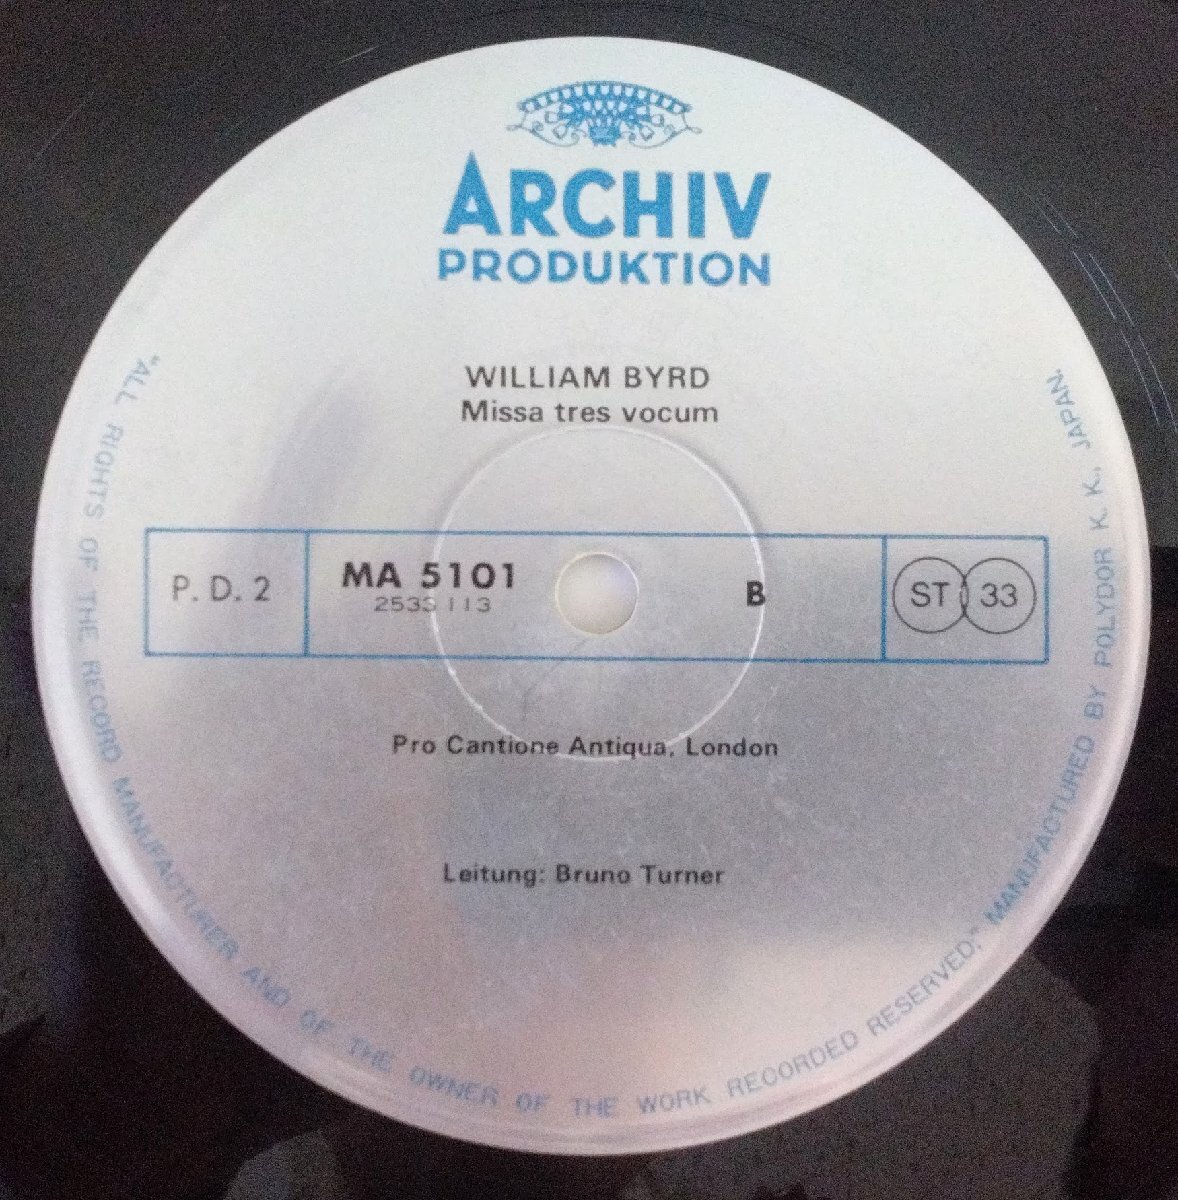 ARCHIV
PRODUKTION
WILLIAM BYRD
Missa tres vocum
P. D. 2
MA 5101
2533 113
B
ST 33
Pro Cantione Antiqua, London
Leitung: Bruno Turner
"ALL RIGHTS OF THE RECORD MANUFACTURER AND OF THE OWNER OF THE WORK RECORDED RESERVED." MANUFACTURED BY POLYDOR K. K., JAPAN.